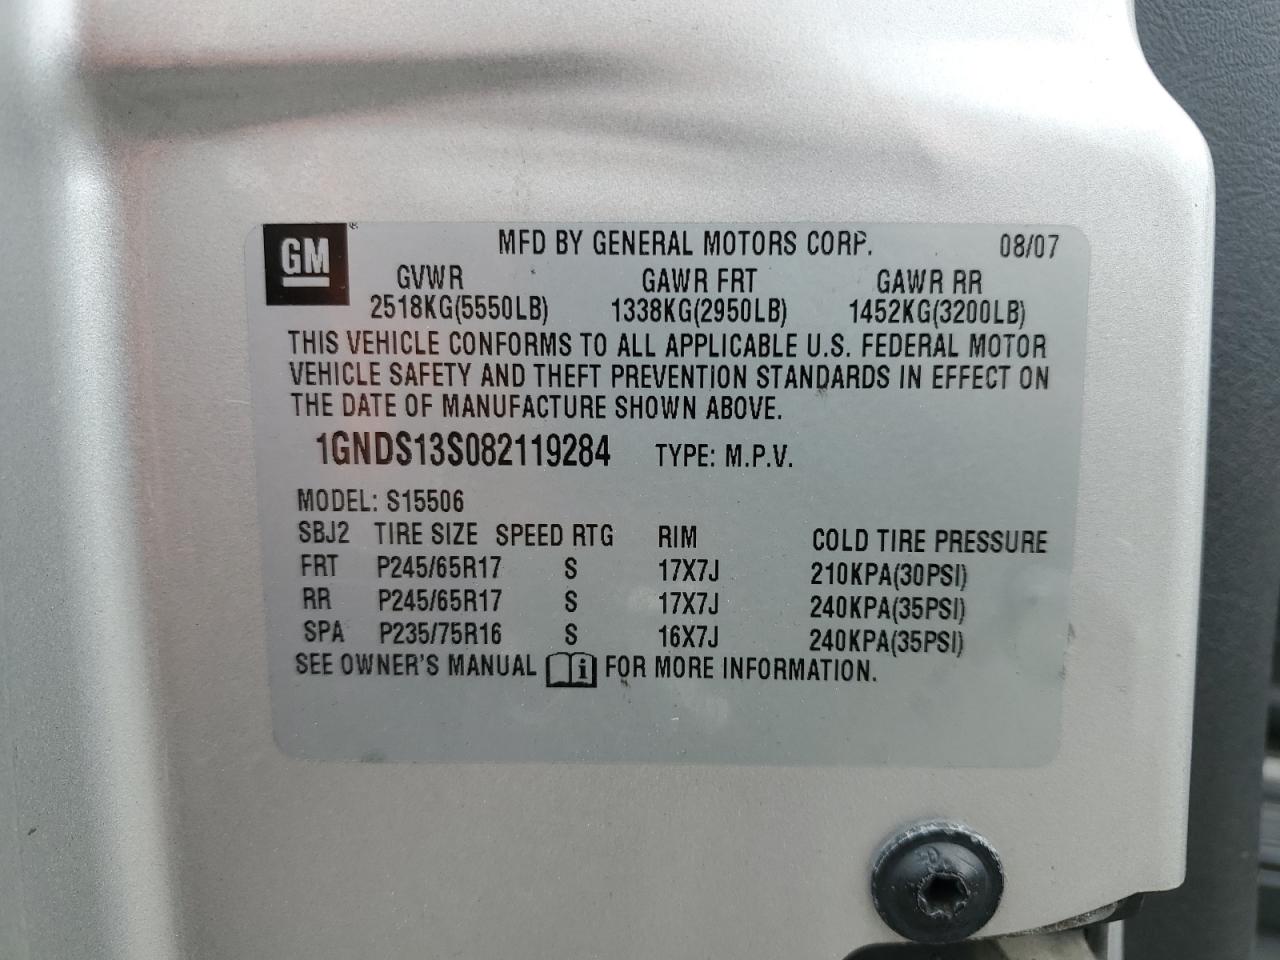 GM ® MFD BY GENERAL MOTORS CORP. 08/07
GVWR GAWR FRT GAWR RR
2518KG(5550LB) 1338KG(2950LB) 1452KG(3200LB)
THIS VEHICLE CONFORMS TO ALL APPLICABLE U.S. FEDERAL MOTOR
VEHICLE SAFETY AND THEFT PREVENTION STANDARDS IN EFFECT ON
THE DATE OF MANUFACTURE SHOWN ABOVE.
1GNDS13S082119284 TYPE: M.P.V.
MODEL: S15506
SBJ2 TIRE SIZE SPEED RTG RIM COLD TIRE PRESSURE
FRT P245/65R17 S 17X7J 210KPA(30PSI)
RR P245/65R17 S 17X7J 240KPA(35PSI)
SPA P235/75R16 S 16X7J 240KPA(35PSI)
SEE OWNER'S MANUAL i FOR MORE INFORMATION.